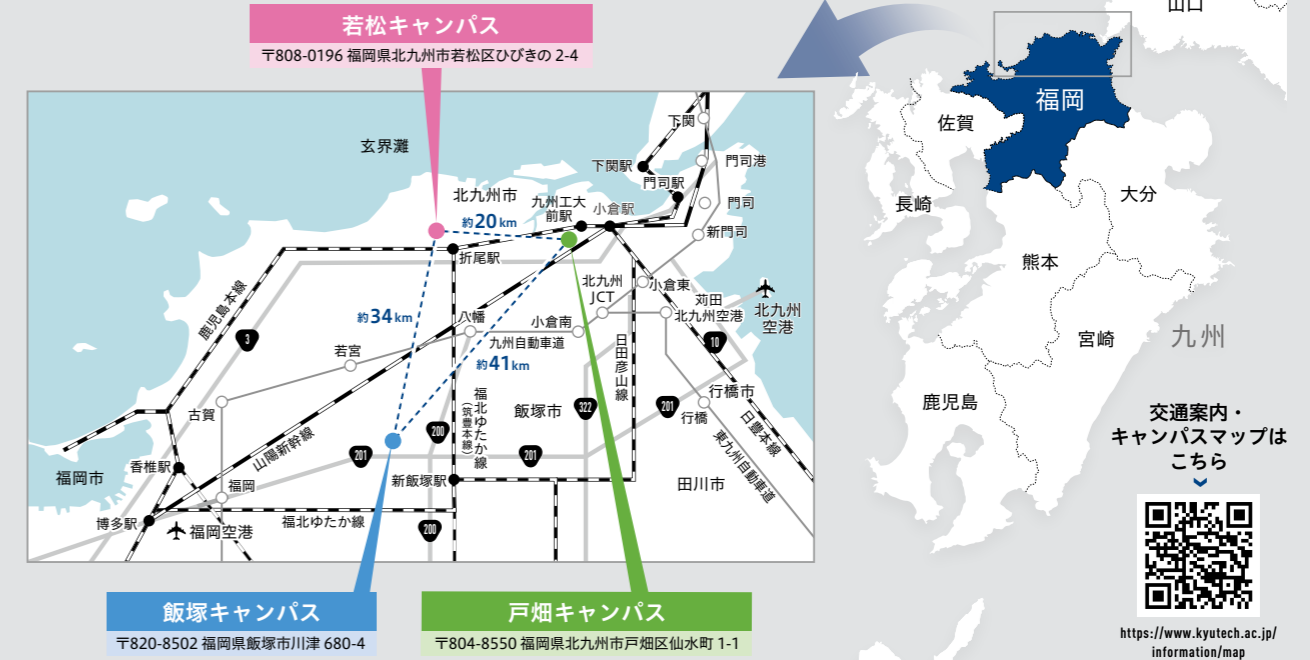 若松キャンパス
〒808-0196 福岡県北九州市若松区ひびきの 2-4
玄界灘
北九州市
下関
下関駅
門司港
門司駅
門司
九州工大
前駅
小倉駅
新門司
約20km
折尾駅
鹿児島本線
3
約34km
八幡
小倉南
九州自動車道
北九州
JCT
小倉東
苅田
北九州空港
北九州
空港
10
若宮
約41km
日田彦山線
古賀
福北ゆたか線
(筑豊本線)
飯塚市
322
201
行橋市
行橋
日豊本線
東九州自動車道
200
山陽新幹線
201
201
香椎駅
福岡市
福岡
新飯塚駅
田川市
博多駅
福岡空港
福北ゆたか線
200
飯塚キャンパス
〒820-8502 福岡県飯塚市川津 680-4
戸畑キャンパス
〒804-8550 福岡県北九州市戸畑区仙水町 1-1
山口
福岡
佐賀
長崎
大分
熊本
宮崎
九州
鹿児島
交通案内・
キャンパスマップは
こちら
https://www.kyutech.ac.jp/
information/map